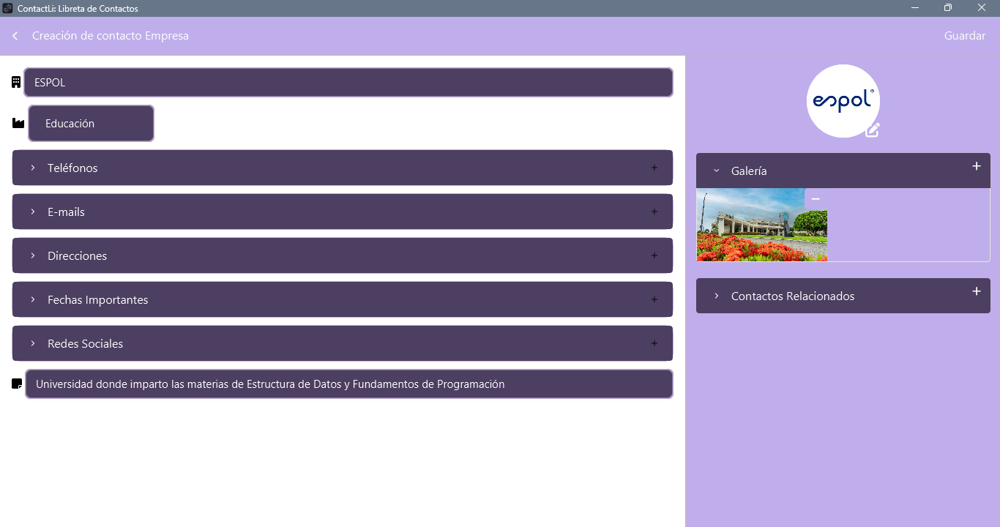 ContactLi: Libreta de Contactos
Creación de contacto Empresa
Guardar
ESPOL
Educación
Teléfonos
E-mails
Direcciones
Fechas Importantes
Redes Sociales
Universidad donde imparto las materias de Estructura de Datos y Fundamentos de Programación
espol®
Galería
Contactos Relacionados